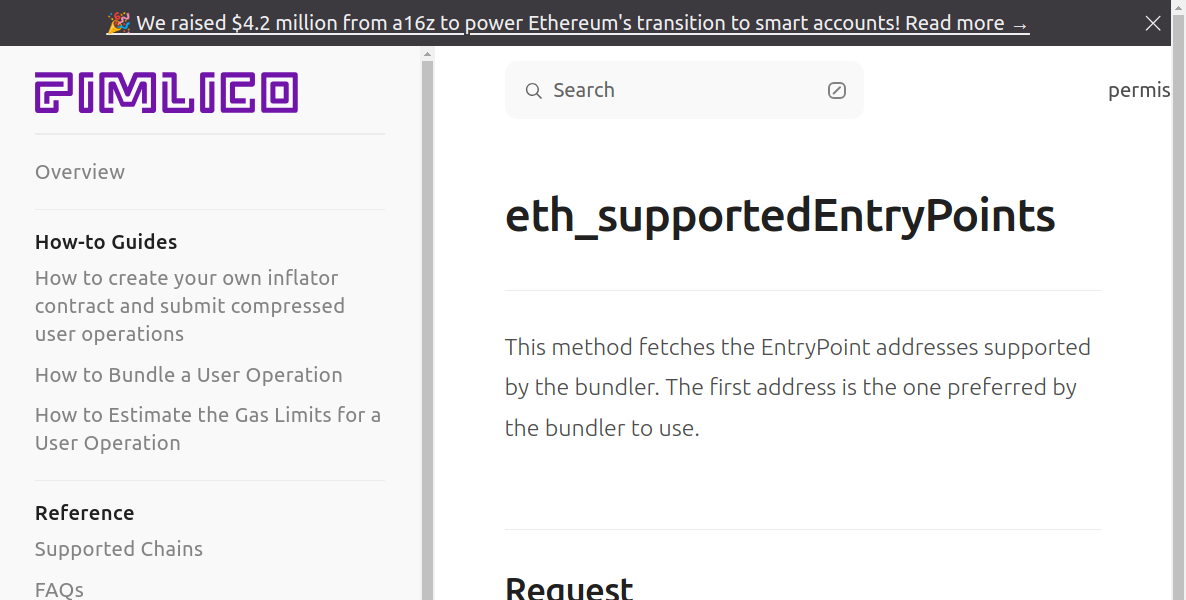 🎉 We raised $4.2 million from a16z to power Ethereum's transition to smart accounts! Read more →
PIMLICO
Overview
How-to Guides
How to create your own inflator
contract and submit compressed
user operations
How to Bundle a User Operation
How to Estimate the Gas Limits for a
User Operation
Reference
Supported Chains
FAQs
Search
permis
eth_supportedEntryPoints
This method fetches the EntryPoint addresses supported
by the bundler. The first address is the one preferred by
the bundler to use.
Request